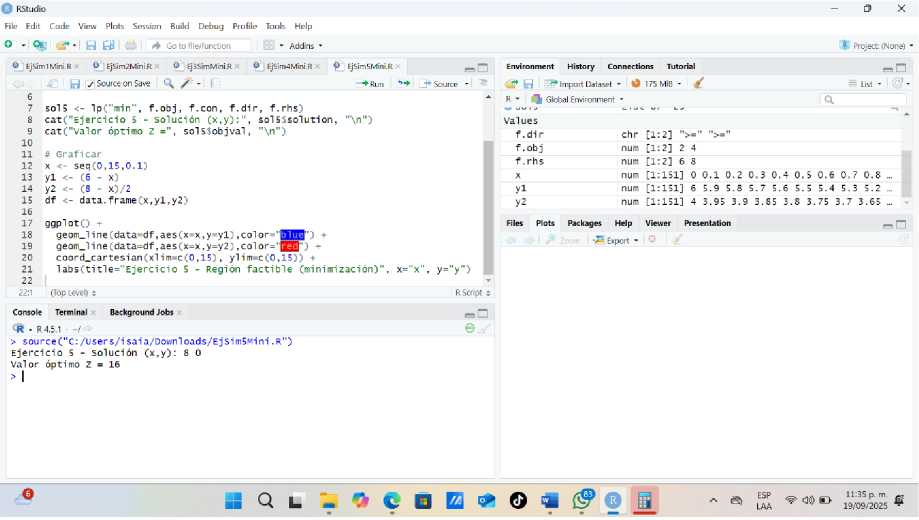 RStudio
File Edit Code View Plots Session Build Debug Profile Tools Help
Go to file/function Addins Project: (None)
EjSim1Mini.R EjSim2Mini.R Ej3SimMini.R EjSim4Mini.R EjSim5Mini.R
Source on Save Run Source
6
7 sol5 <- lp("min", f.obj, f.con, f.dir, f.rhs)
8 cat("Ejercicio 5 - Solución (x,y):", sol5$solution, "\n")
9 cat("Valor óptimo Z =", sol5$objval, "\n")
10
11 # Graficar
12 x <- seq(0,15,0.1)
13 y1 <- (6 - x)
14 y2 <- (8 - x)/2
15 df <- data.frame(x,y1,y2)
16
17 ggplot() +
18 geom_line(data=df,aes(x=x,y=y1),color="blue") +
19 geom_line(data=df,aes(x=x,y=y2),color="red") +
20 coord_cartesian(xlim=c(0,15), ylim=c(0,15)) +
21 labs(title="Ejercicio 5 - Región factible (minimización)", x="x", y="y")
22
22:1 (Top Level) R Script
Console Terminal Background Jobs
R 4.5.1 · ~/
> source("C:/Users/isaia/Downloads/EjSim5Mini.R")
Ejercicio 5 - Solución (x,y): 8 0
Valor óptimo Z = 16
>
Environment History Connections Tutorial
Import Dataset 175 MiB List
R Global Environment
Values
f.dir chr [1:2] ">=" ">="
f.obj num [1:2] 2 4
f.rhs num [1:2] 6 8
x num [1:151] 0 0.1 0.2 0.3 0.4 0.5 0.6 0.7 0.8 ...
y1 num [1:151] 6 5.9 5.8 5.7 5.6 5.5 5.4 5.3 5.2 ...
y2 num [1:151] 4 3.95 3.9 3.85 3.8 3.75 3.7 3.65 ...
Files Plots Packages Help Viewer Presentation
Zoom Export
6
83
ESP
LAA
11:35 p. m.
19/09/2025